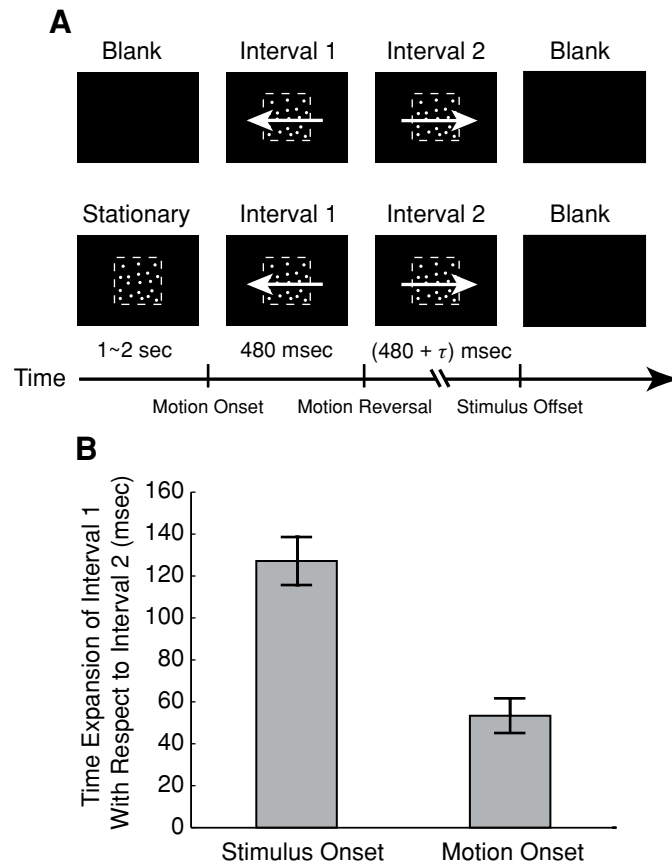 A
Blank Interval 1 Interval 2 Blank
Stationary Interval 1 Interval 2 Blank
1~2 sec 480 msec (480 + τ) msec
Time
Motion Onset Motion Reversal Stimulus Offset
B
Time Expansion of Interval 1
With Respect to Interval 2 (msec)
160
140
120
100
80
60
40
20
0
Stimulus Onset Motion Onset